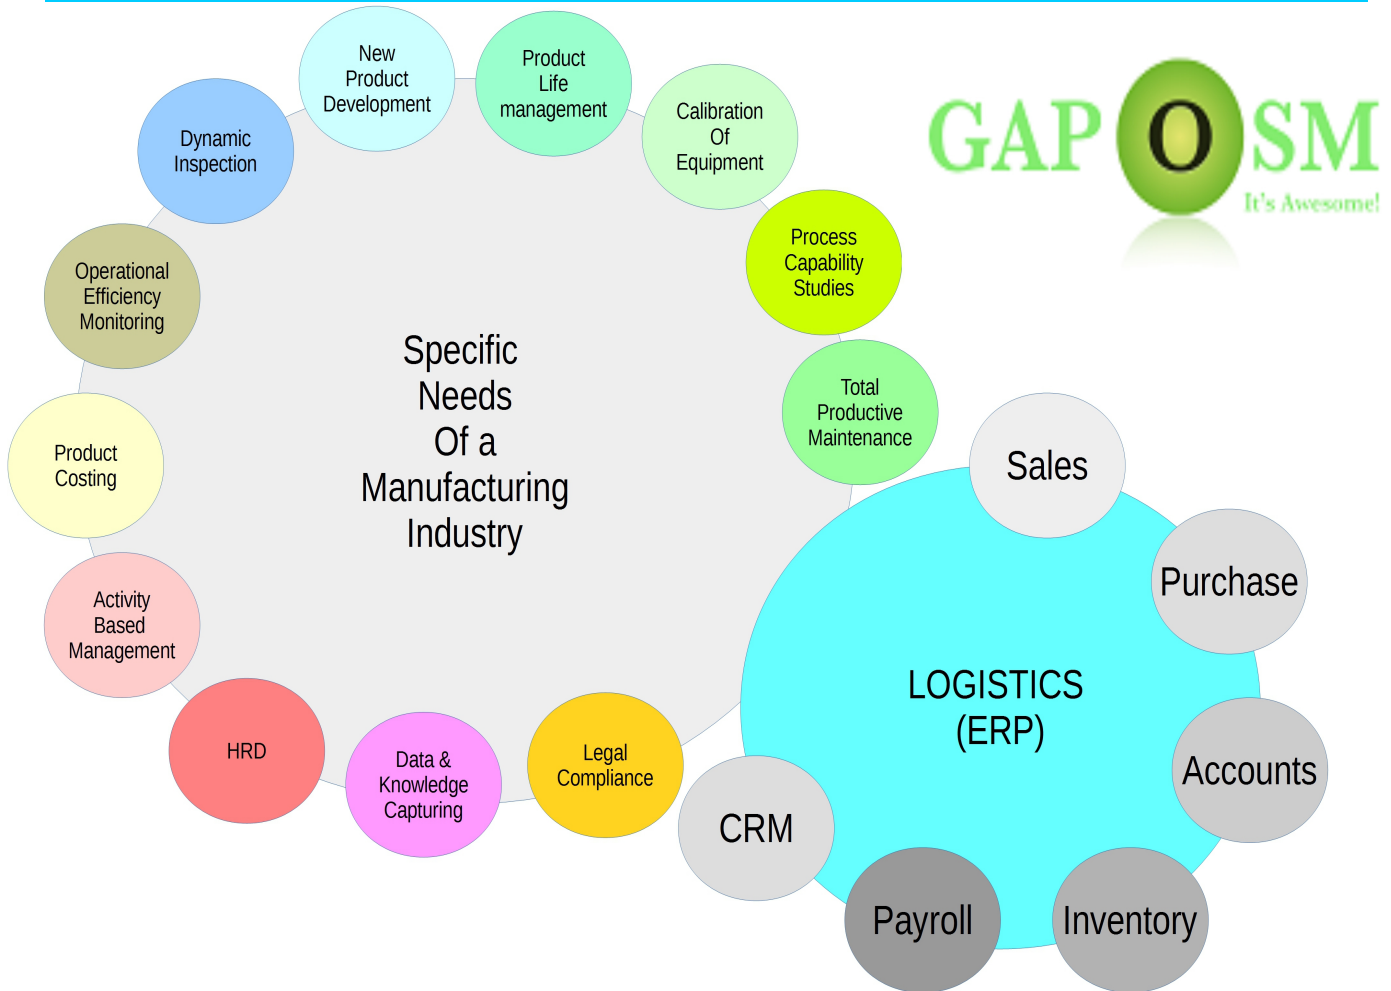 New
Product
Development
Product
Life
management
Calibration
Of
Equipment
Dynamic
Inspection
GAP O SM
It's Awesome!
Process
Capability
Studies
Operational
Efficiency
Monitoring
Total
Productive
Maintenance
Specific
Needs
Of a
Manufacturing
Industry
Product
Costing
Sales
Purchase
Activity
Based
Management
LOGISTICS
(ERP)
HRD
Data &
Knowledge
Capturing
Legal
Compliance
Accounts
CRM
Payroll
Inventory